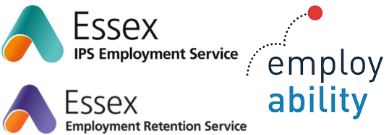 Essex
IPS Employment Service
Essex
Employment Retention Service
employ
ability